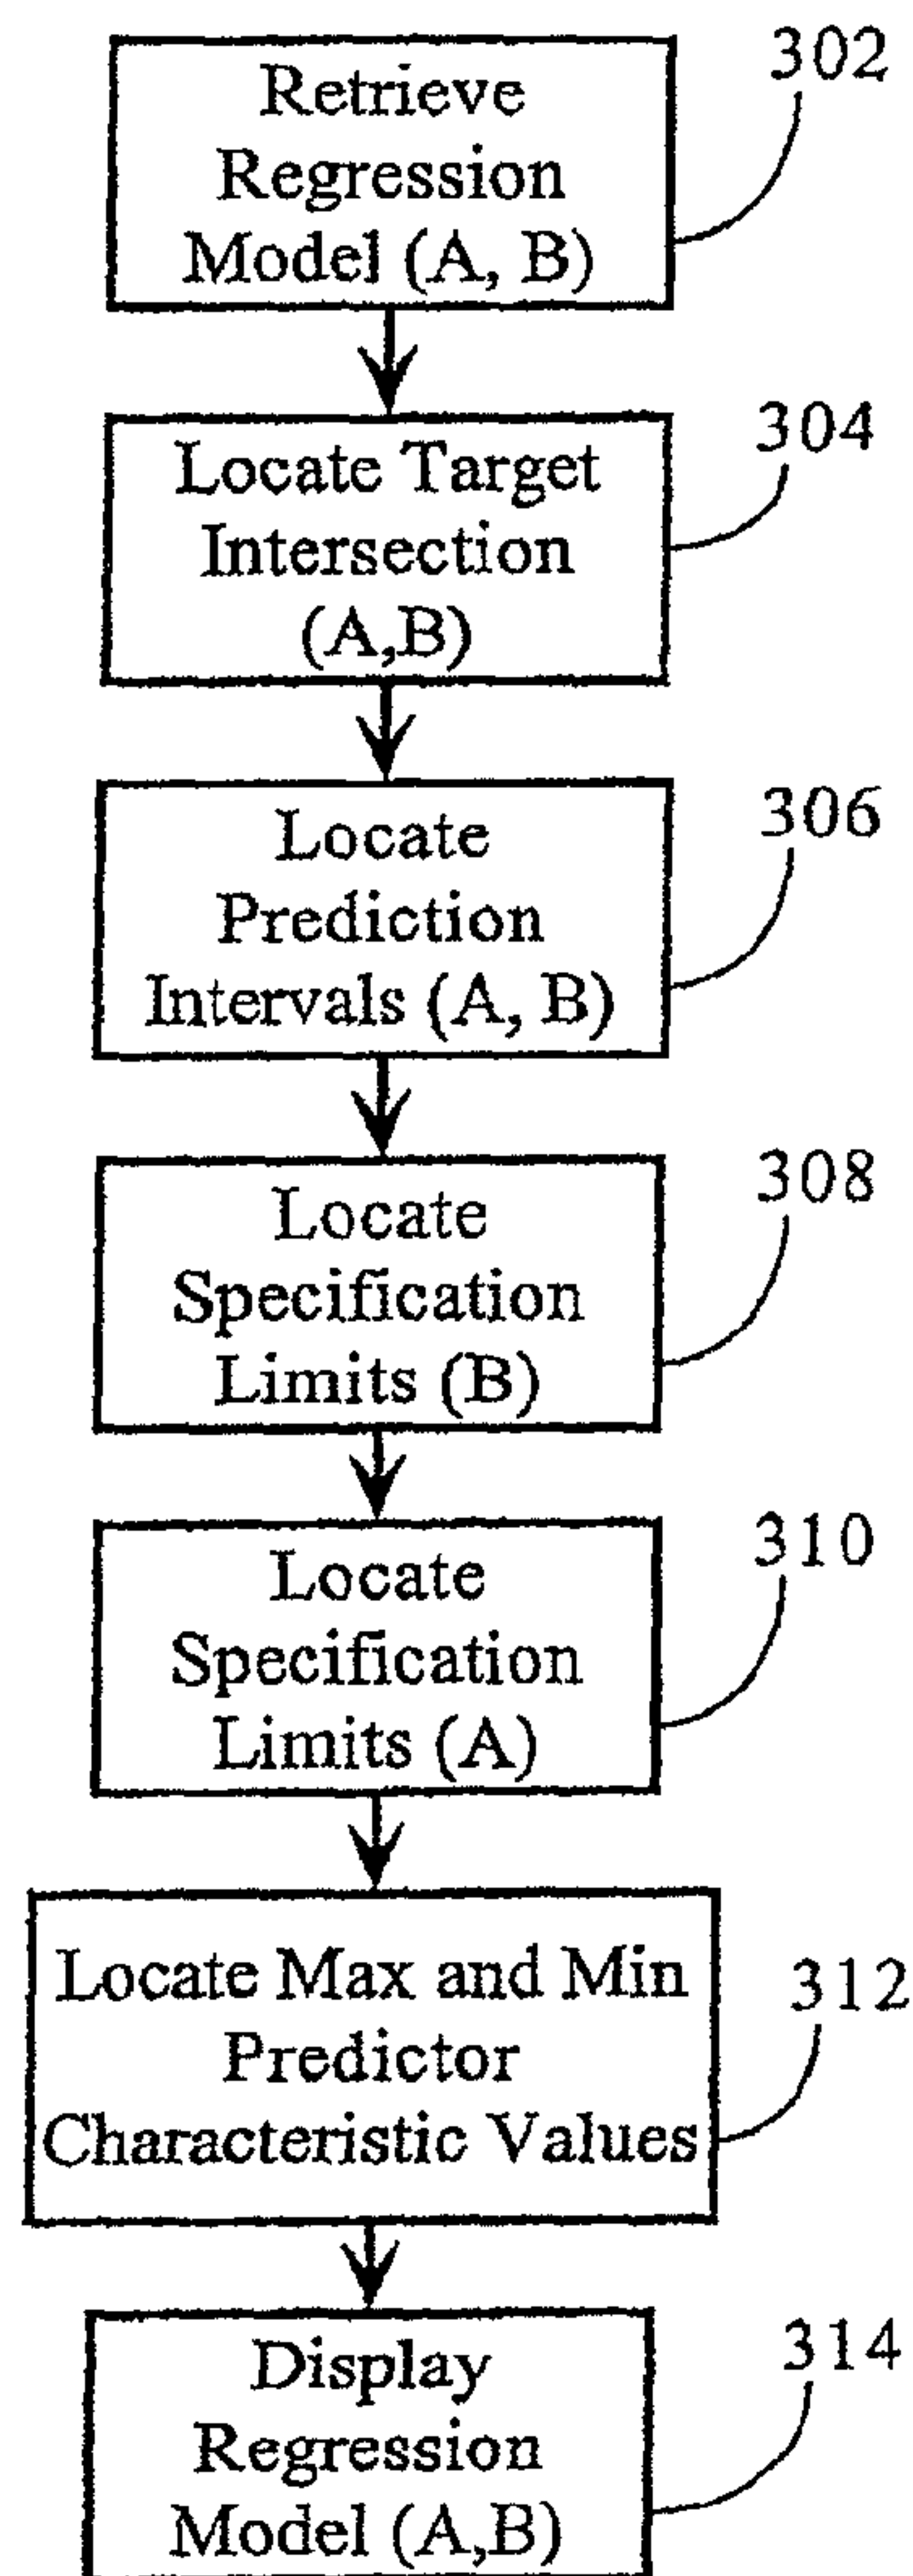 302
Retrieve
Regression
Model (A, B)
304
Locate Target
Intersection
(A,B)
306
Locate
Prediction
Intervals (A, B)
308
Locate
Specification
Limits (B)
310
Locate
Specification
Limits (A)
312
Locate Max and Min
Predictor
Characteristic Values
314
Display
Regression
Model (A,B)